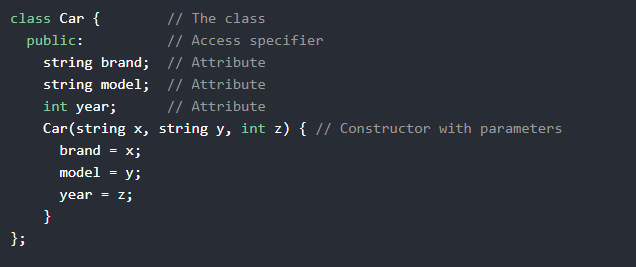 class Car {        // The class
  public:          // Access specifier
    string brand;  // Attribute
    string model;  // Attribute
    int year;      // Attribute
    Car(string x, string y, int z) { // Constructor with parameters
      brand = x;
      model = y;
      year = z;
    }
};